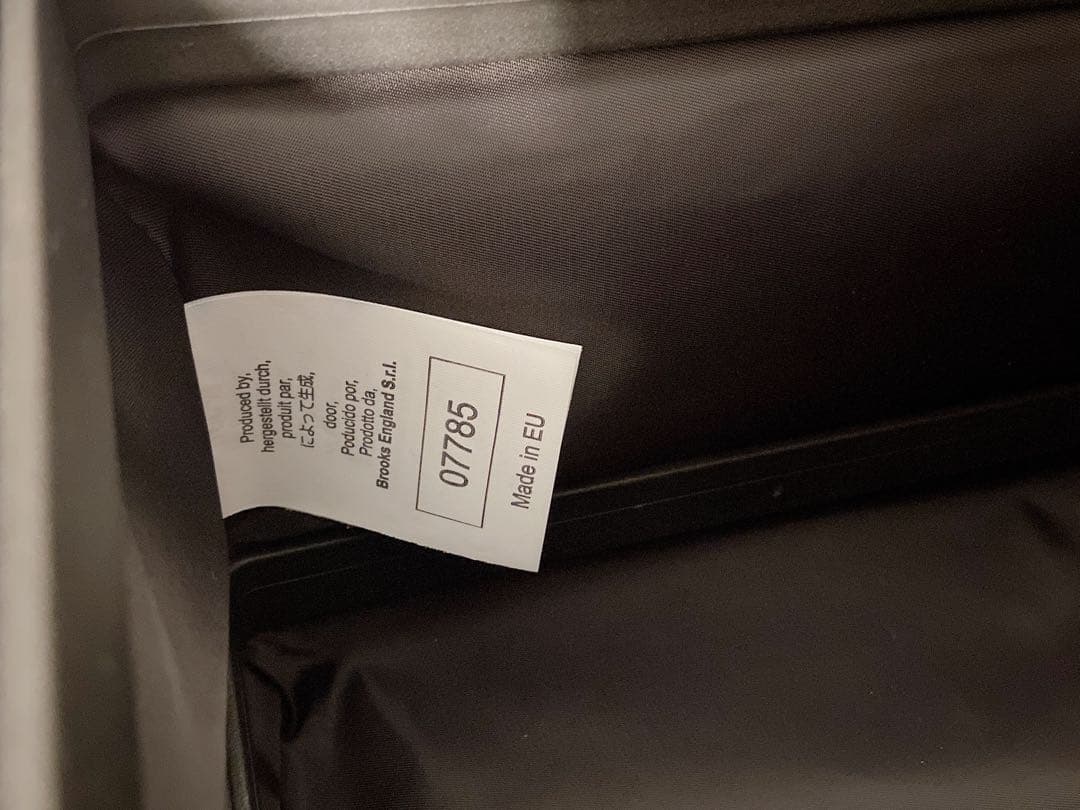 Produced by,
hergestellt durch,
produit par,
によって生成,
door,
Poducido por,
Prodotto da,
Brooks England S.r.l.
07785
Made in EU